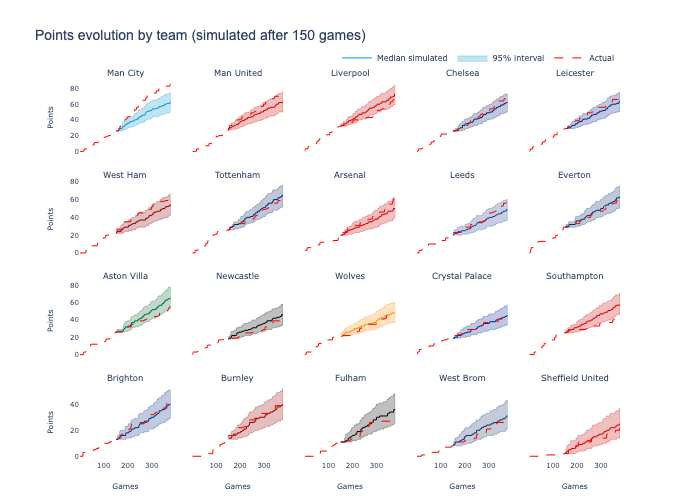 Points evolution by team (simulated after 150 games)
Median simulated 95% interval Actual
Man City Man United Liverpool Chelsea Leicester
80
60
40
20
0
Points
West Ham Tottenham Arsenal Leeds Everton
80
60
40
20
0
Points
Aston Villa Newcastle Wolves Crystal Palace Southampton
80
60
40
20
0
Points
Brighton Burnley Fulham West Brom Sheffield United
40
20
0
Points
100 200 300 100 200 300 100 200 300 100 200 300 100 200 300
Games Games Games Games Games